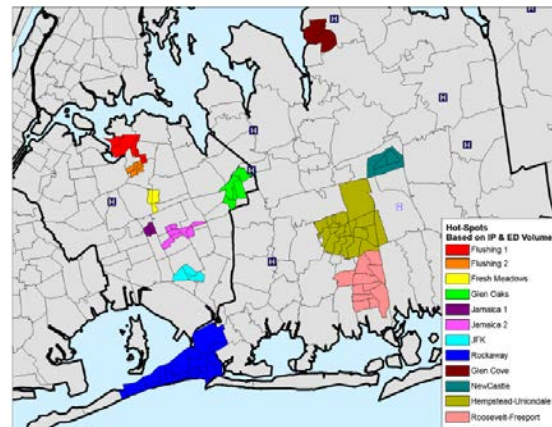 H
H
H
H
H
H
H
H
Hot-Spots
Based on IP & ED Volume
Flushing 1
Flushing 2
Fresh Meadows
Glen Oaks
Jamaica 1
Jamaica 2
JFK
Rockaway
Glen Cove
NewCastle
Hempstead-Uniondale
Roosevelt-Freeport